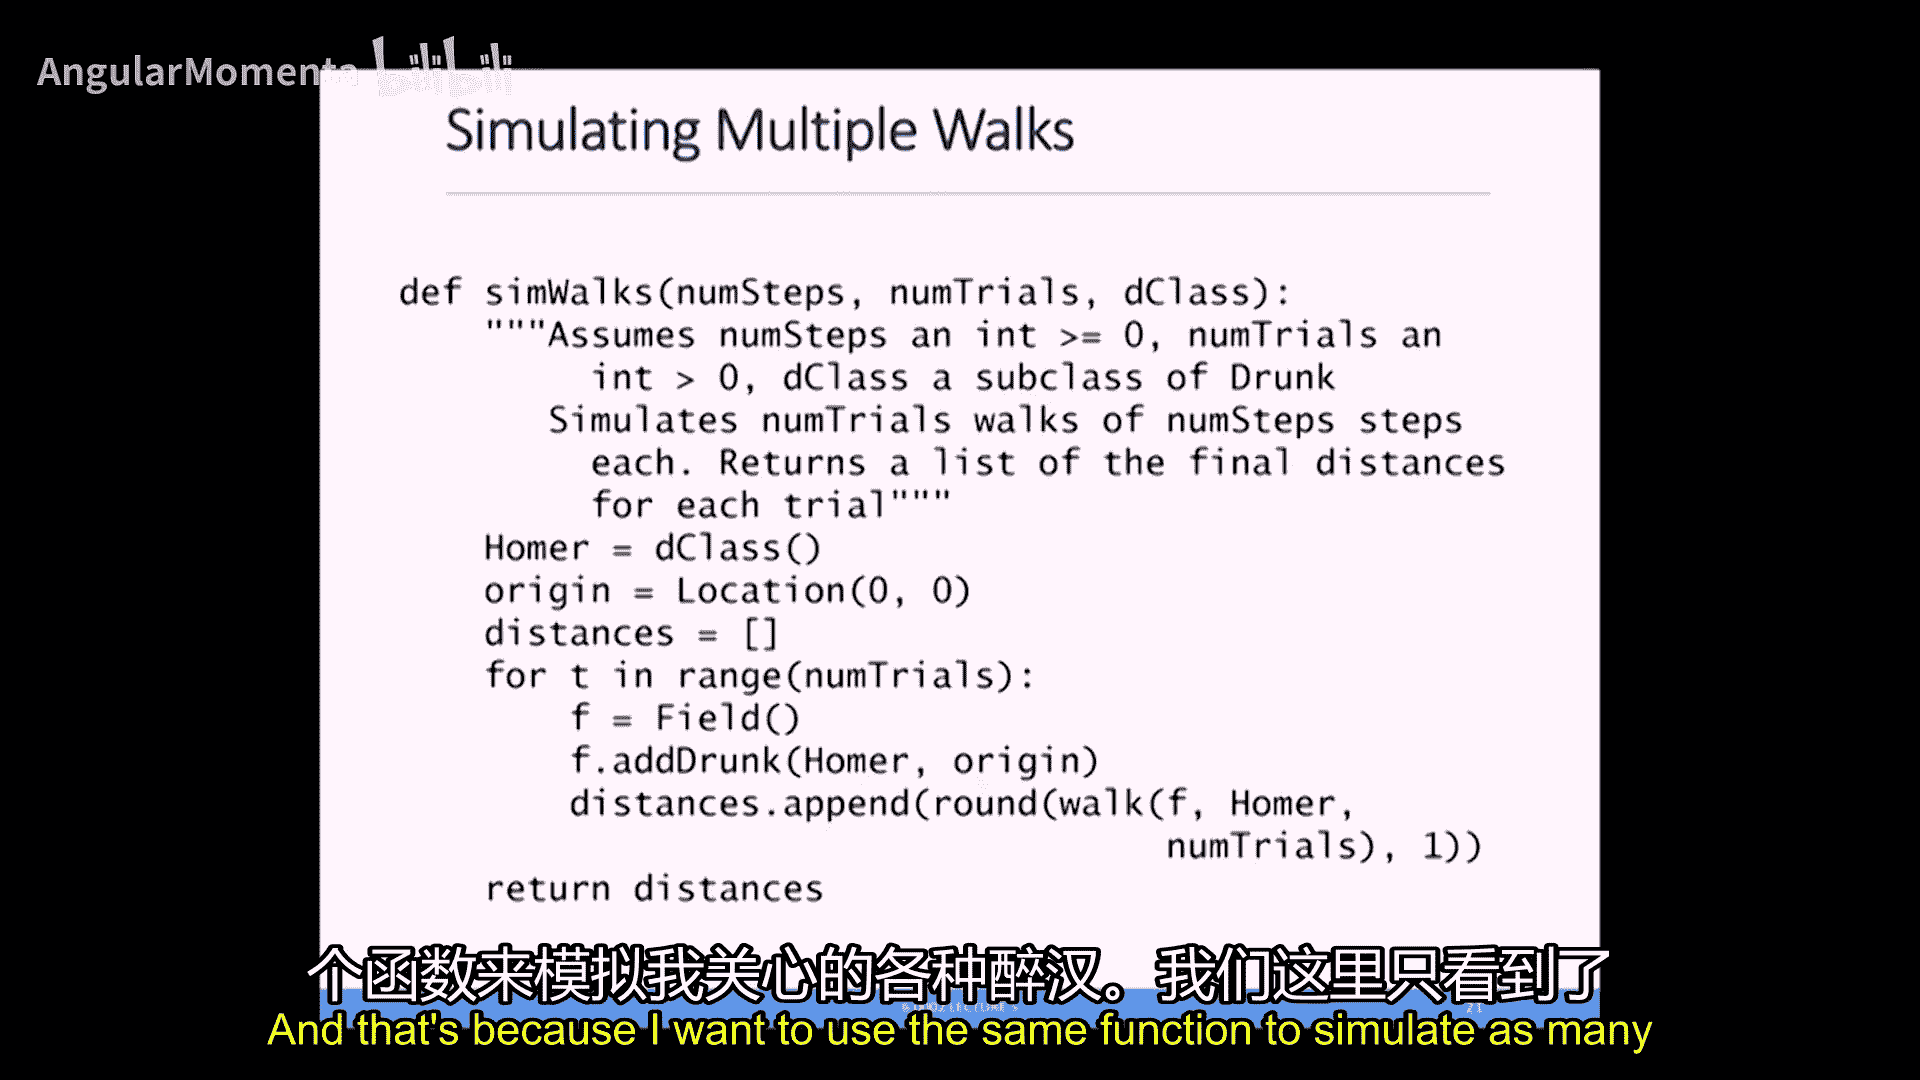 AngularMomenta bilibili
Simulating Multiple Walks
def simWalks(numSteps, numTrials, dClass):
    """Assumes numSteps an int >= 0, numTrials an
         int > 0, dClass a subclass of Drunk
       Simulates numTrials walks of numSteps steps
         each. Returns a list of the final distances
         for each trial"""
    Homer = dClass()
    origin = Location(0, 0)
    distances = []
    for t in range(numTrials):
        f = Field()
        f.addDrunk(Homer, origin)
        distances.append(round(walk(f, Homer,
                                    numTrials), 1))
    return distances
个函数来模拟我关心的各种醉汉。我们这里只看到了
21
And that's because I want to use the same function to simulate as many